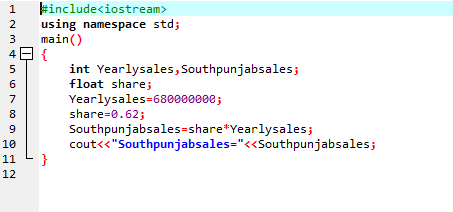 1 #include<iostream>
2 using namespace std;
3 main()
4 {
5 int Yearlysales,Southpunjabsales;
6 float share;
7 Yearlysales=680000000;
8 share=0.62;
9 Southpunjabsales=share*Yearlysales;
10 cout<<"Southpunjabsales="<<Southpunjabsales;
11 }
12